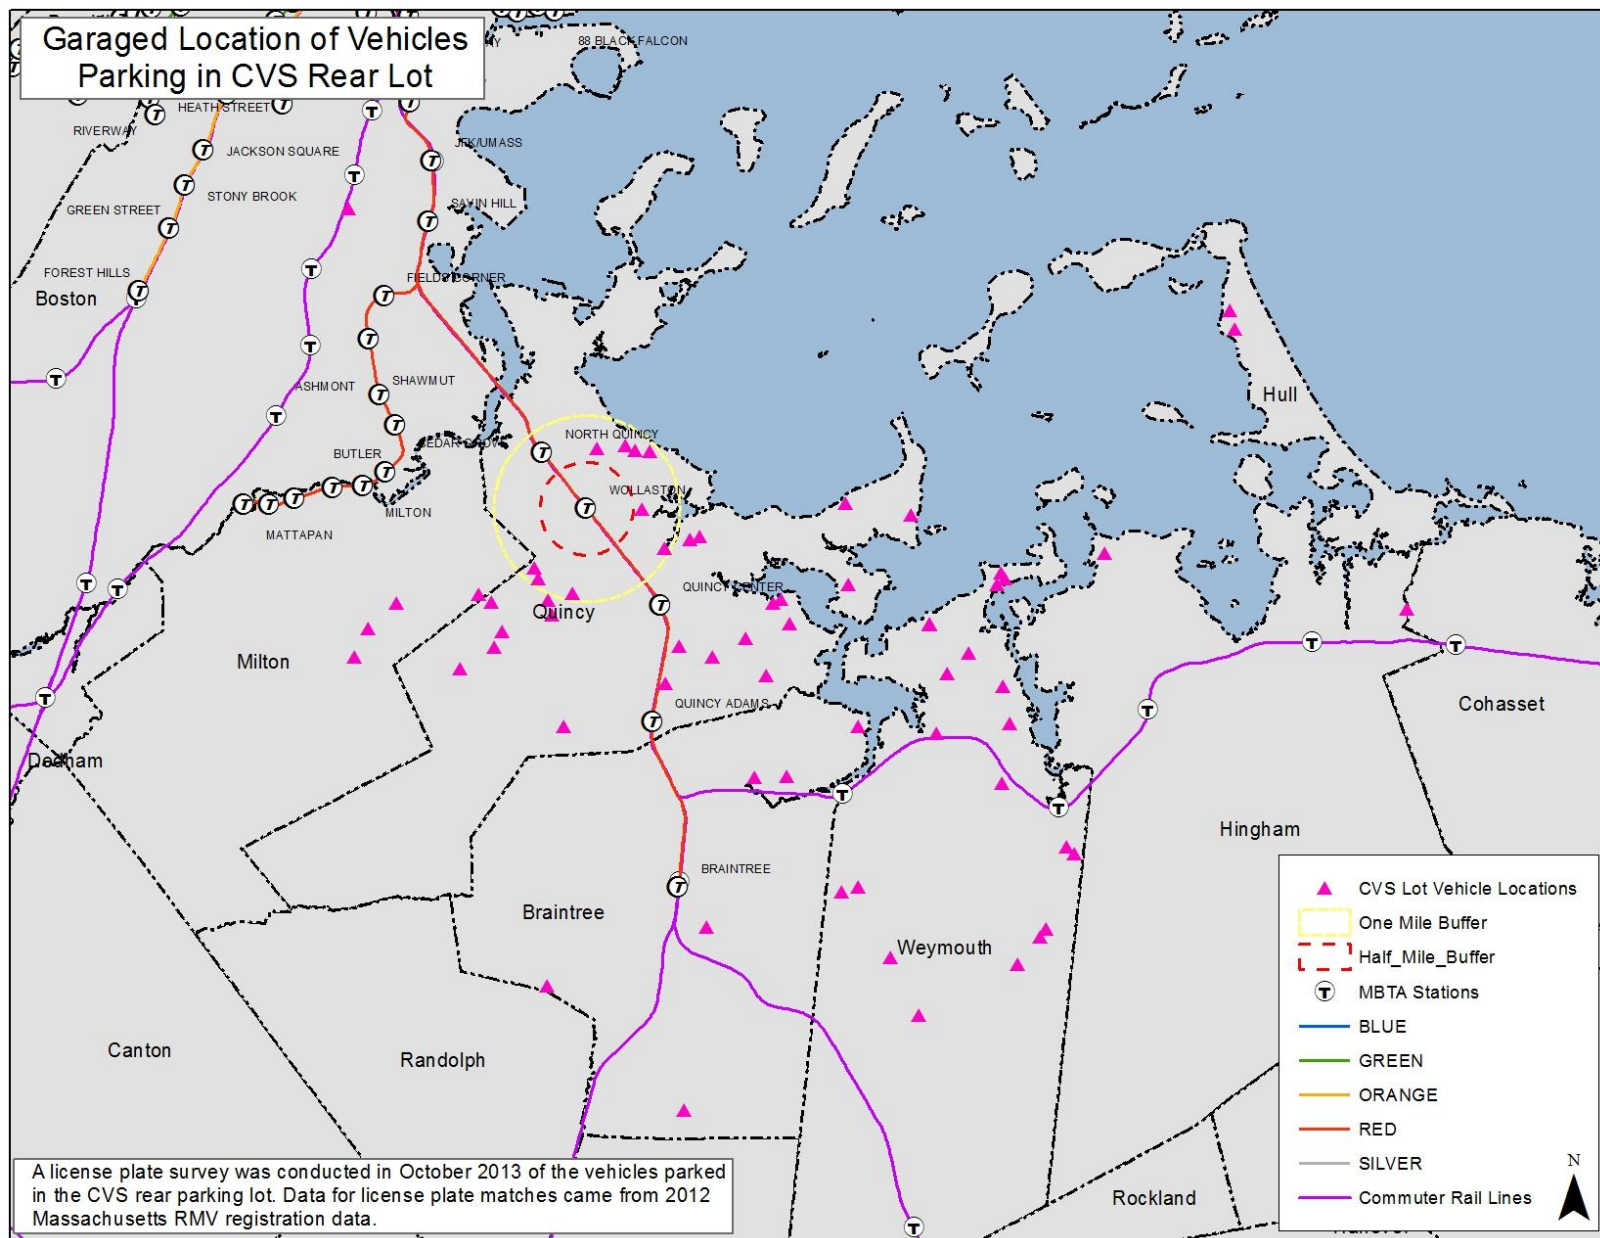 Garaged Location of Vehicles
Parking in CVS Rear Lot
88 BLACK FALCON
HEATH STREET
RIVERWAY
JACKSON SQUARE
JFK/UMASS
STONY BROOK
GREEN STREET
SAVIN HILL
FOREST HILLS
FIELDS CORNER
Boston
ASHMONT
SHAWMUT
Hull
NORTH QUINCY
CEDAR GROVE
BUTLER
WOLLASTON
MILTON
MATTAPAN
QUINCY CENTER
Quincy
Milton
QUINCY ADAMS
Cohasset
Dedham
Hingham
BRAINTREE
Braintree
Weymouth
Canton
Randolph
Rockland
CVS Lot Vehicle Locations
One Mile Buffer
Half_Mile_Buffer
T MBTA Stations
BLUE
GREEN
ORANGE
RED
SILVER
Commuter Rail Lines
N
A license plate survey was conducted in October 2013 of the vehicles parked
in the CVS rear parking lot. Data for license plate matches came from 2012
Massachusetts RMV registration data.